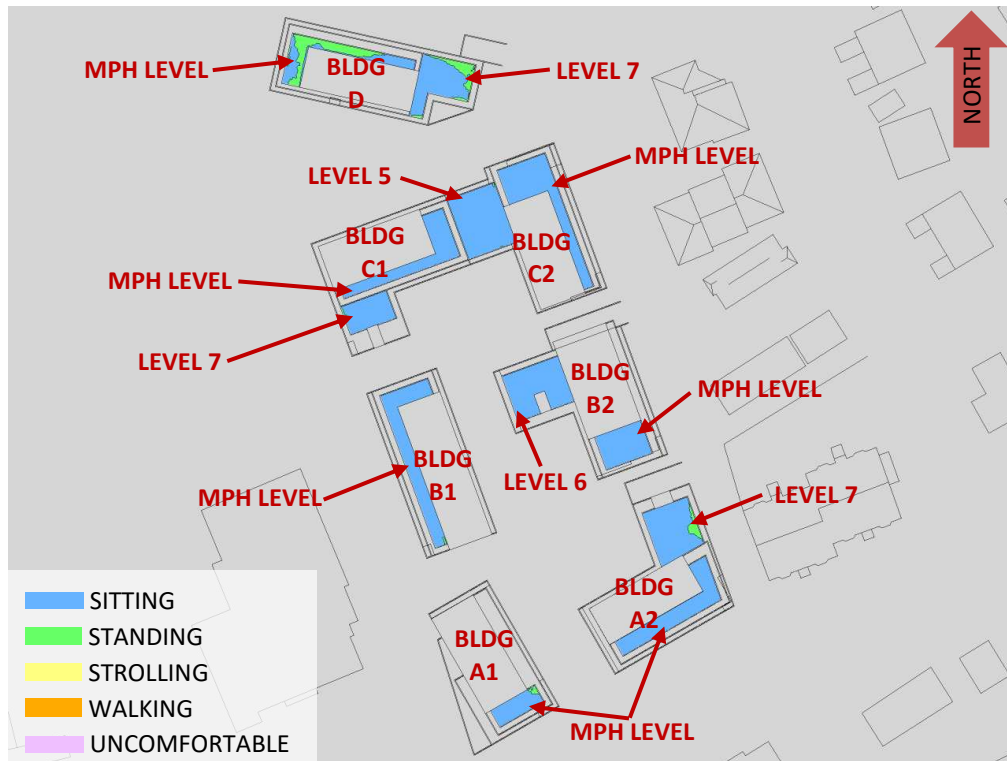 NORTH
MPH LEVEL
BLDG
D
LEVEL 7
LEVEL 5
MPH LEVEL
BLDG
C1
BLDG
C2
MPH LEVEL
LEVEL 7
BLDG
B2
MPH LEVEL
BLDG
B1
MPH LEVEL
LEVEL 6
LEVEL 7
BLDG
A2
BLDG
A1
MPH LEVEL
SITTING
STANDING
STROLLING
WALKING
UNCOMFORTABLE